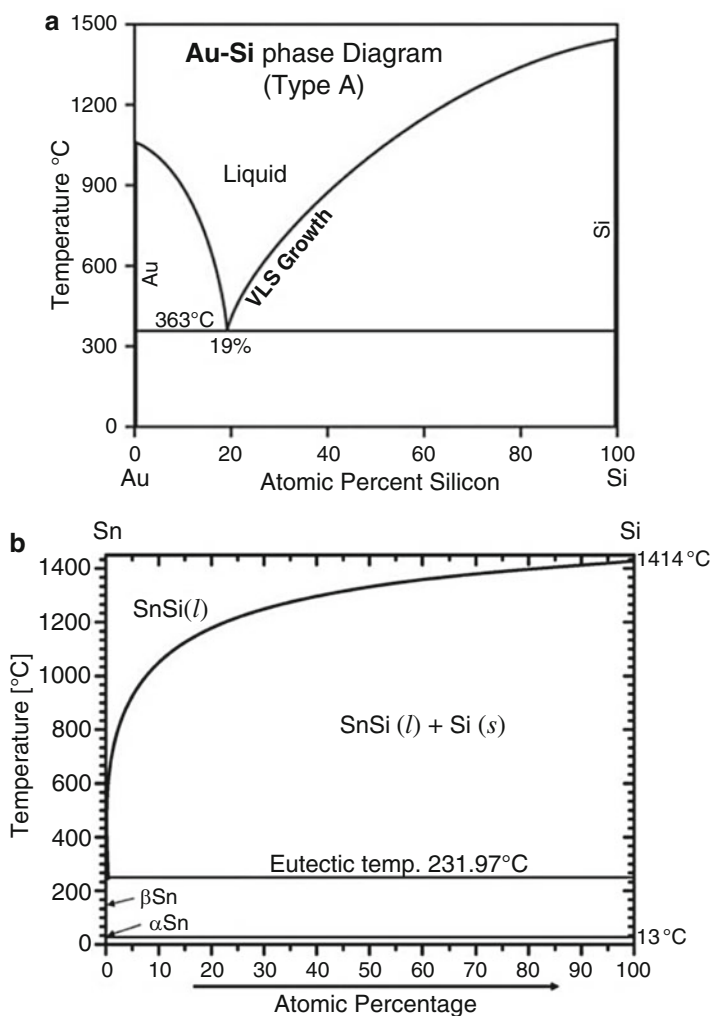 a
Au-Si phase Diagram
(Type A)
Liquid
VLS Growth
Au
Si
363°C
19%
Temperature °C
1500
1200
900
600
300
0
0 20 40 60 80 100
Au Atomic Percent Silicon Si
b
Sn Si
1414 °C
SnSi(l)
SnSi (l) + Si (s)
Eutectic temp. 231.97°C
βSn
αSn
13 °C
Temperature [°C]
1400
1200
1000
800
600
400
200
0
0 10 20 30 40 50 60 70 80 90 100
Atomic Percentage